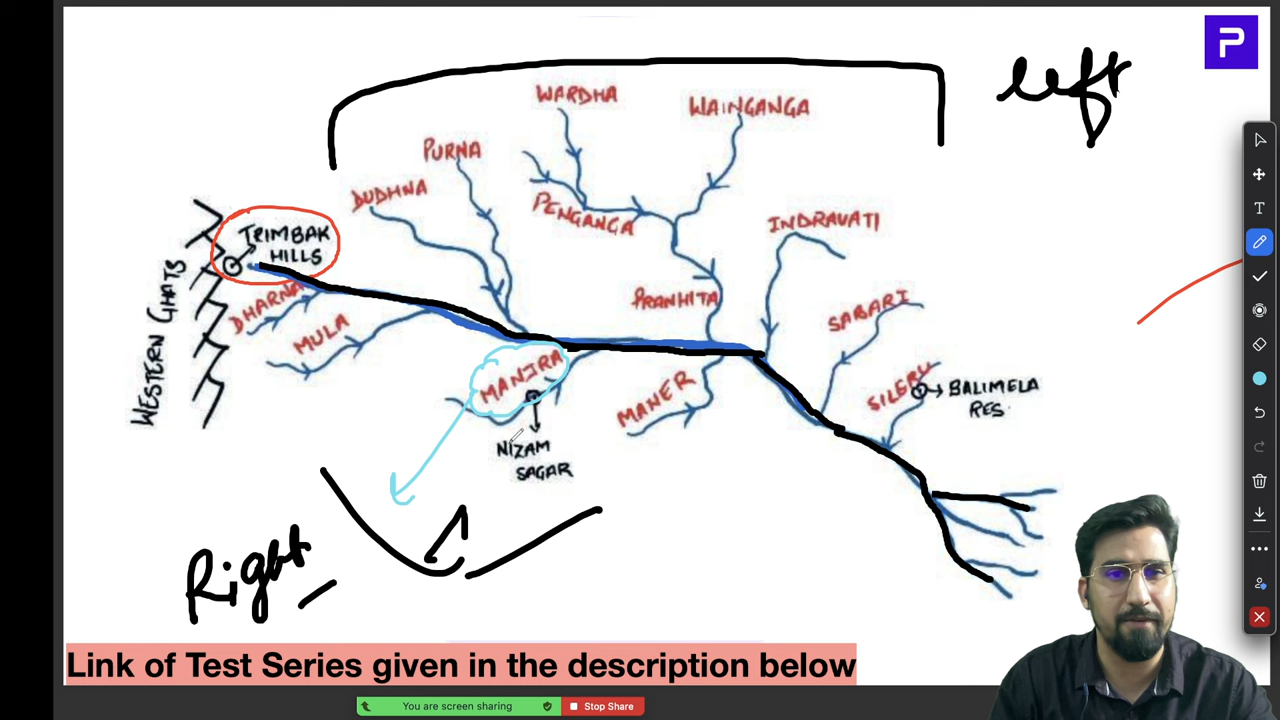 P
left
WARDHA
WAINGANGA
PURNA
DUDHNA
PENGANGA
INDRAVATI
TRIMBAK
HILLS
WESTERN GHATS
DHARNA
MULA
PRANHITA
SABARI
MANJRA
MANER
SILERU
BALIMELA
RES.
NIZAM
SAGAR
Right
Link of Test Series given in the description below
You are screen sharing
Stop Share